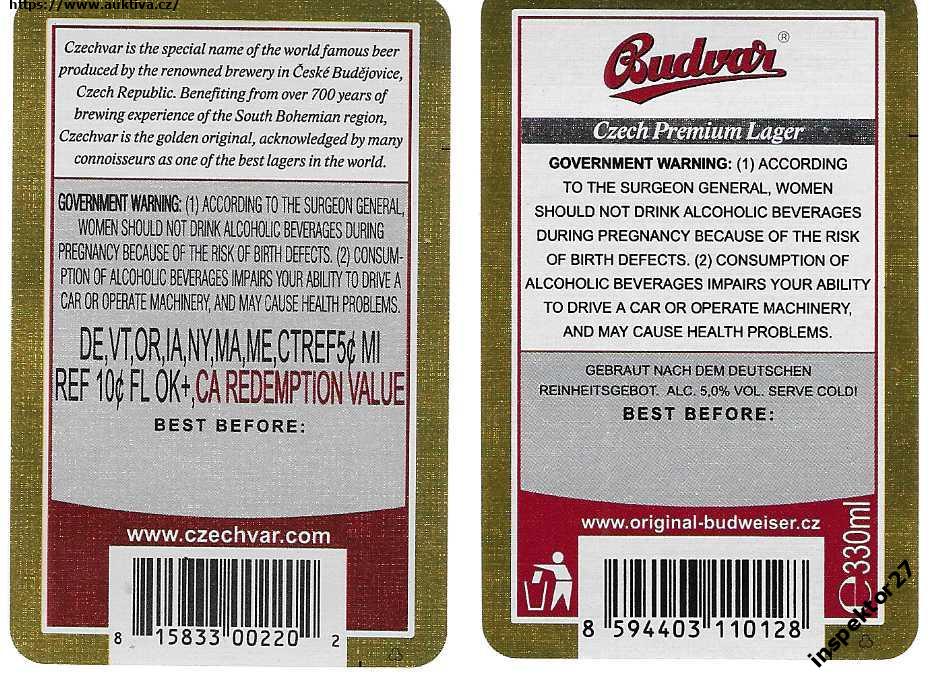 https://www.auktiva.cz/
Czechvar is the special name of the world famous beer
produced by the renowned brewery in České Budějovice,
Czech Republic. Benefiting from over 700 years of
brewing experience of the South Bohemian region,
Czechvar is the golden original, acknowledged by many
connoisseurs as one of the best lagers in the world.
GOVERNMENT WARNING: (1) ACCORDING TO THE SURGEON GENERAL,
WOMEN SHOULD NOT DRINK ALCOHOLIC BEVERAGES DURING
PREGNANCY BECAUSE OF THE RISK OF BIRTH DEFECTS. (2) CONSUM-
PTION OF ALCOHOLIC BEVERAGES IMPAIRS YOUR ABILITY TO DRIVE A
CAR OR OPERATE MACHINERY, AND MAY CAUSE HEALTH PROBLEMS.
DE,VT,OR,IA,NY,MA,ME,CTREF5¢ MI
REF 10¢ FL OK+,CA REDEMPTION VALUE
BEST BEFORE:
www.czechvar.com
8 15833 00220 2
Budvar®
Czech Premium Lager
GOVERNMENT WARNING: (1) ACCORDING
TO THE SURGEON GENERAL, WOMEN
SHOULD NOT DRINK ALCOHOLIC BEVERAGES
DURING PREGNANCY BECAUSE OF THE RISK
OF BIRTH DEFECTS. (2) CONSUMPTION OF
ALCOHOLIC BEVERAGES IMPAIRS YOUR ABILITY
TO DRIVE A CAR OR OPERATE MACHINERY,
AND MAY CAUSE HEALTH PROBLEMS.
GEBRAUT NACH DEM DEUTSCHEN
REINHEITSGEBOT. ALC. 5,0% VOL. SERVE COLD!
BEST BEFORE:
www.original-budweiser.cz
e330ml
8 594403 110128
inspektor27